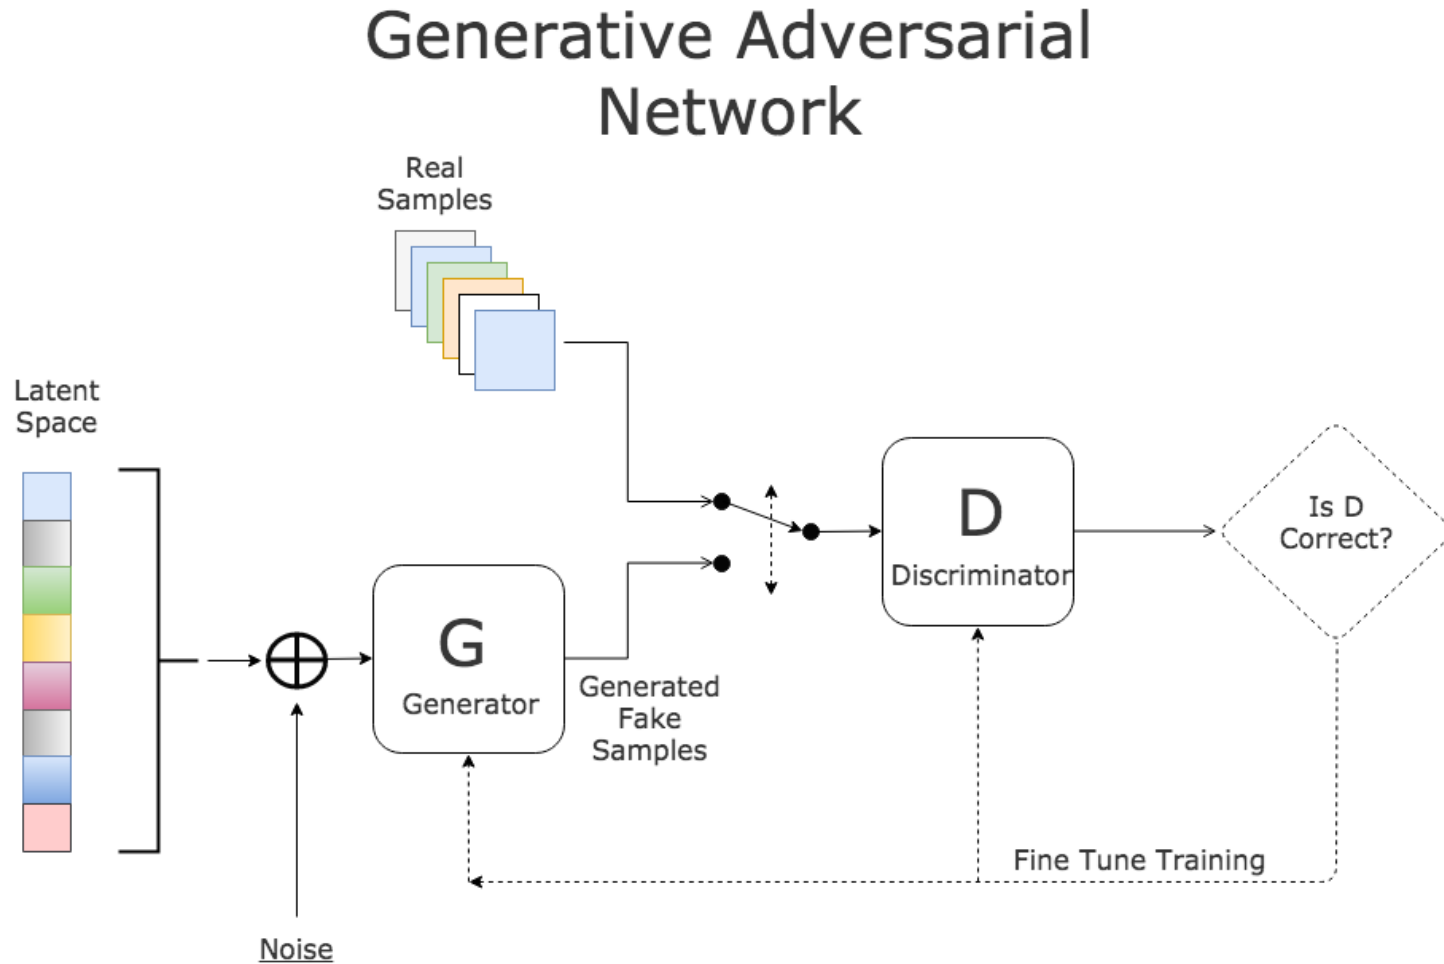 Generative Adversarial
Network
Real
Samples
Latent
Space
G
Generator
Generated
Fake
Samples
D
Discriminator
Is D
Correct?
Fine Tune Training
Noise